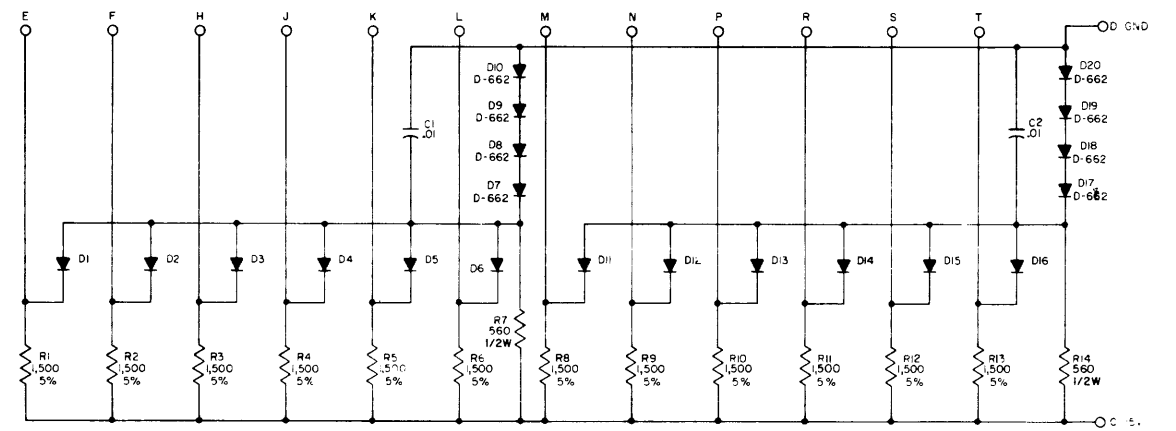 E F H J K L M N P R S T
D GND
D10
D-662
D9
D-662
D8
D-662
D7
D-662
C1
.01
D20
D-662
D19
D-662
D18
D-662
D17
D-662
C2
.01
D1 D2 D3 D4 D5 D6 D11 D12 D13 D14 D15 D16
R1
1,500
5%
R2
1,500
5%
R3
1,500
5%
R4
1,500
5%
R5
1,500
5%
R6
1,500
5%
R7
560
1/2W
R8
1,500
5%
R9
1,500
5%
R10
1,500
5%
R11
1,500
5%
R12
1,500
5%
R13
1,500
5%
R14
560
1/2W
C